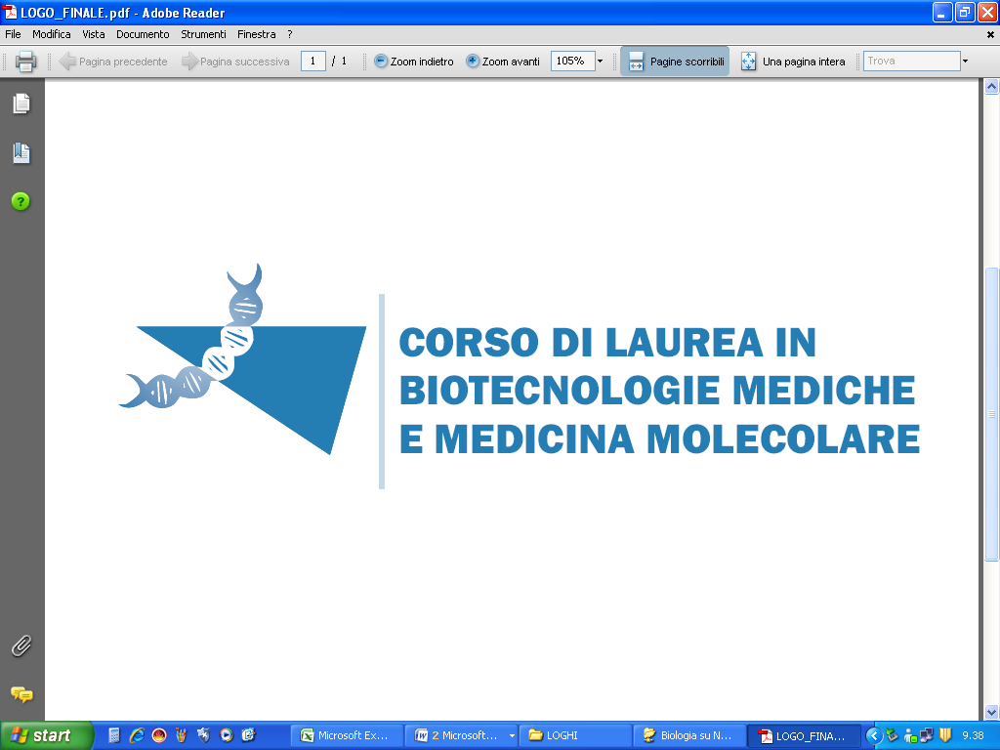 LOGO_FINALE.pdf - Adobe Reader
File Modifica Vista Documento Strumenti Finestra ?
Pagina precedente Pagina successiva 1 / 1 Zoom indietro Zoom avanti 105% Pagine scorribili Una pagina intera Trova
CORSO DI LAUREA IN
BIOTECNOLOGIE MEDICHE
E MEDICINA MOLECOLARE
start Microsoft Ex... 2 Microsoft... LOGHI Biologia su N... LOGO_FINA... 9.38